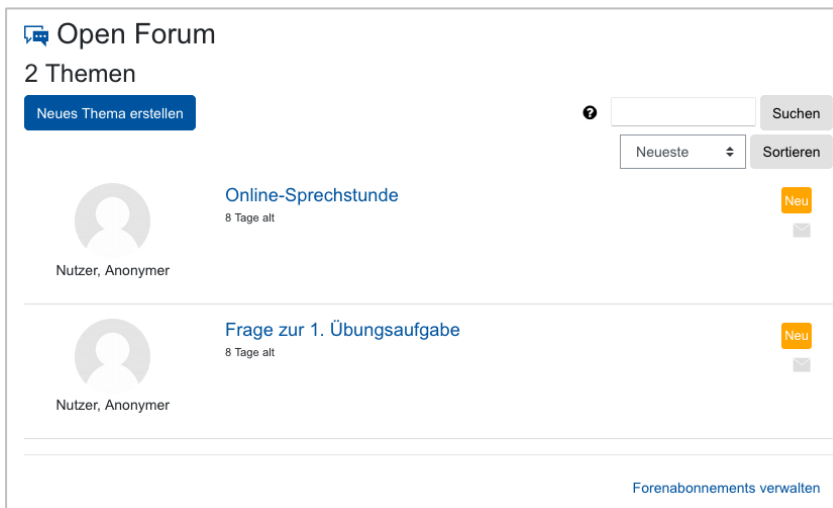 Open Forum
2 Themen
Neues Thema erstellen
Suchen
Neueste
Sortieren
Online-Sprechstunde
Neu
8 Tage alt
Nutzer, Anonymer
Frage zur 1. Übungsaufgabe
Neu
8 Tage alt
Nutzer, Anonymer
Forenabonnements verwalten